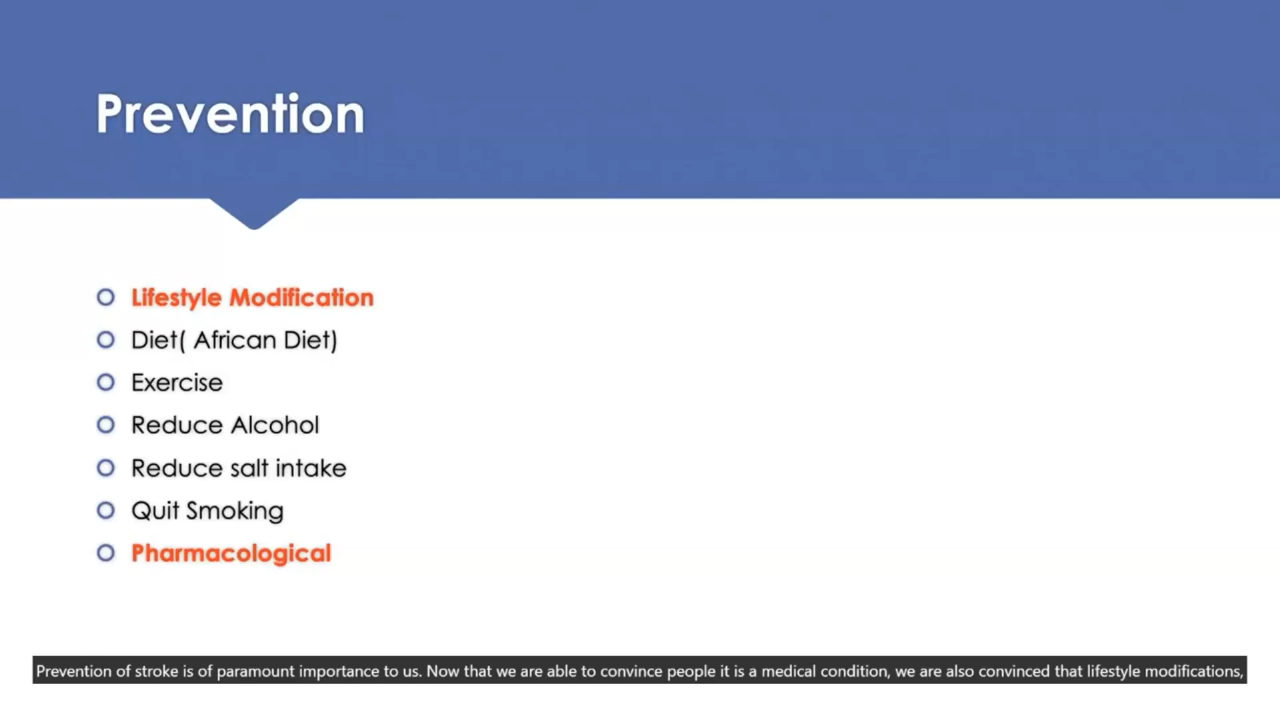 Prevention
Lifestyle Modification
Diet( African Diet)
Exercise
Reduce Alcohol
Reduce salt intake
Quit Smoking
Pharmacological
Prevention of stroke is of paramount importance to us. Now that we are able to convince people it is a medical condition, we are also convinced that lifestyle modifications,